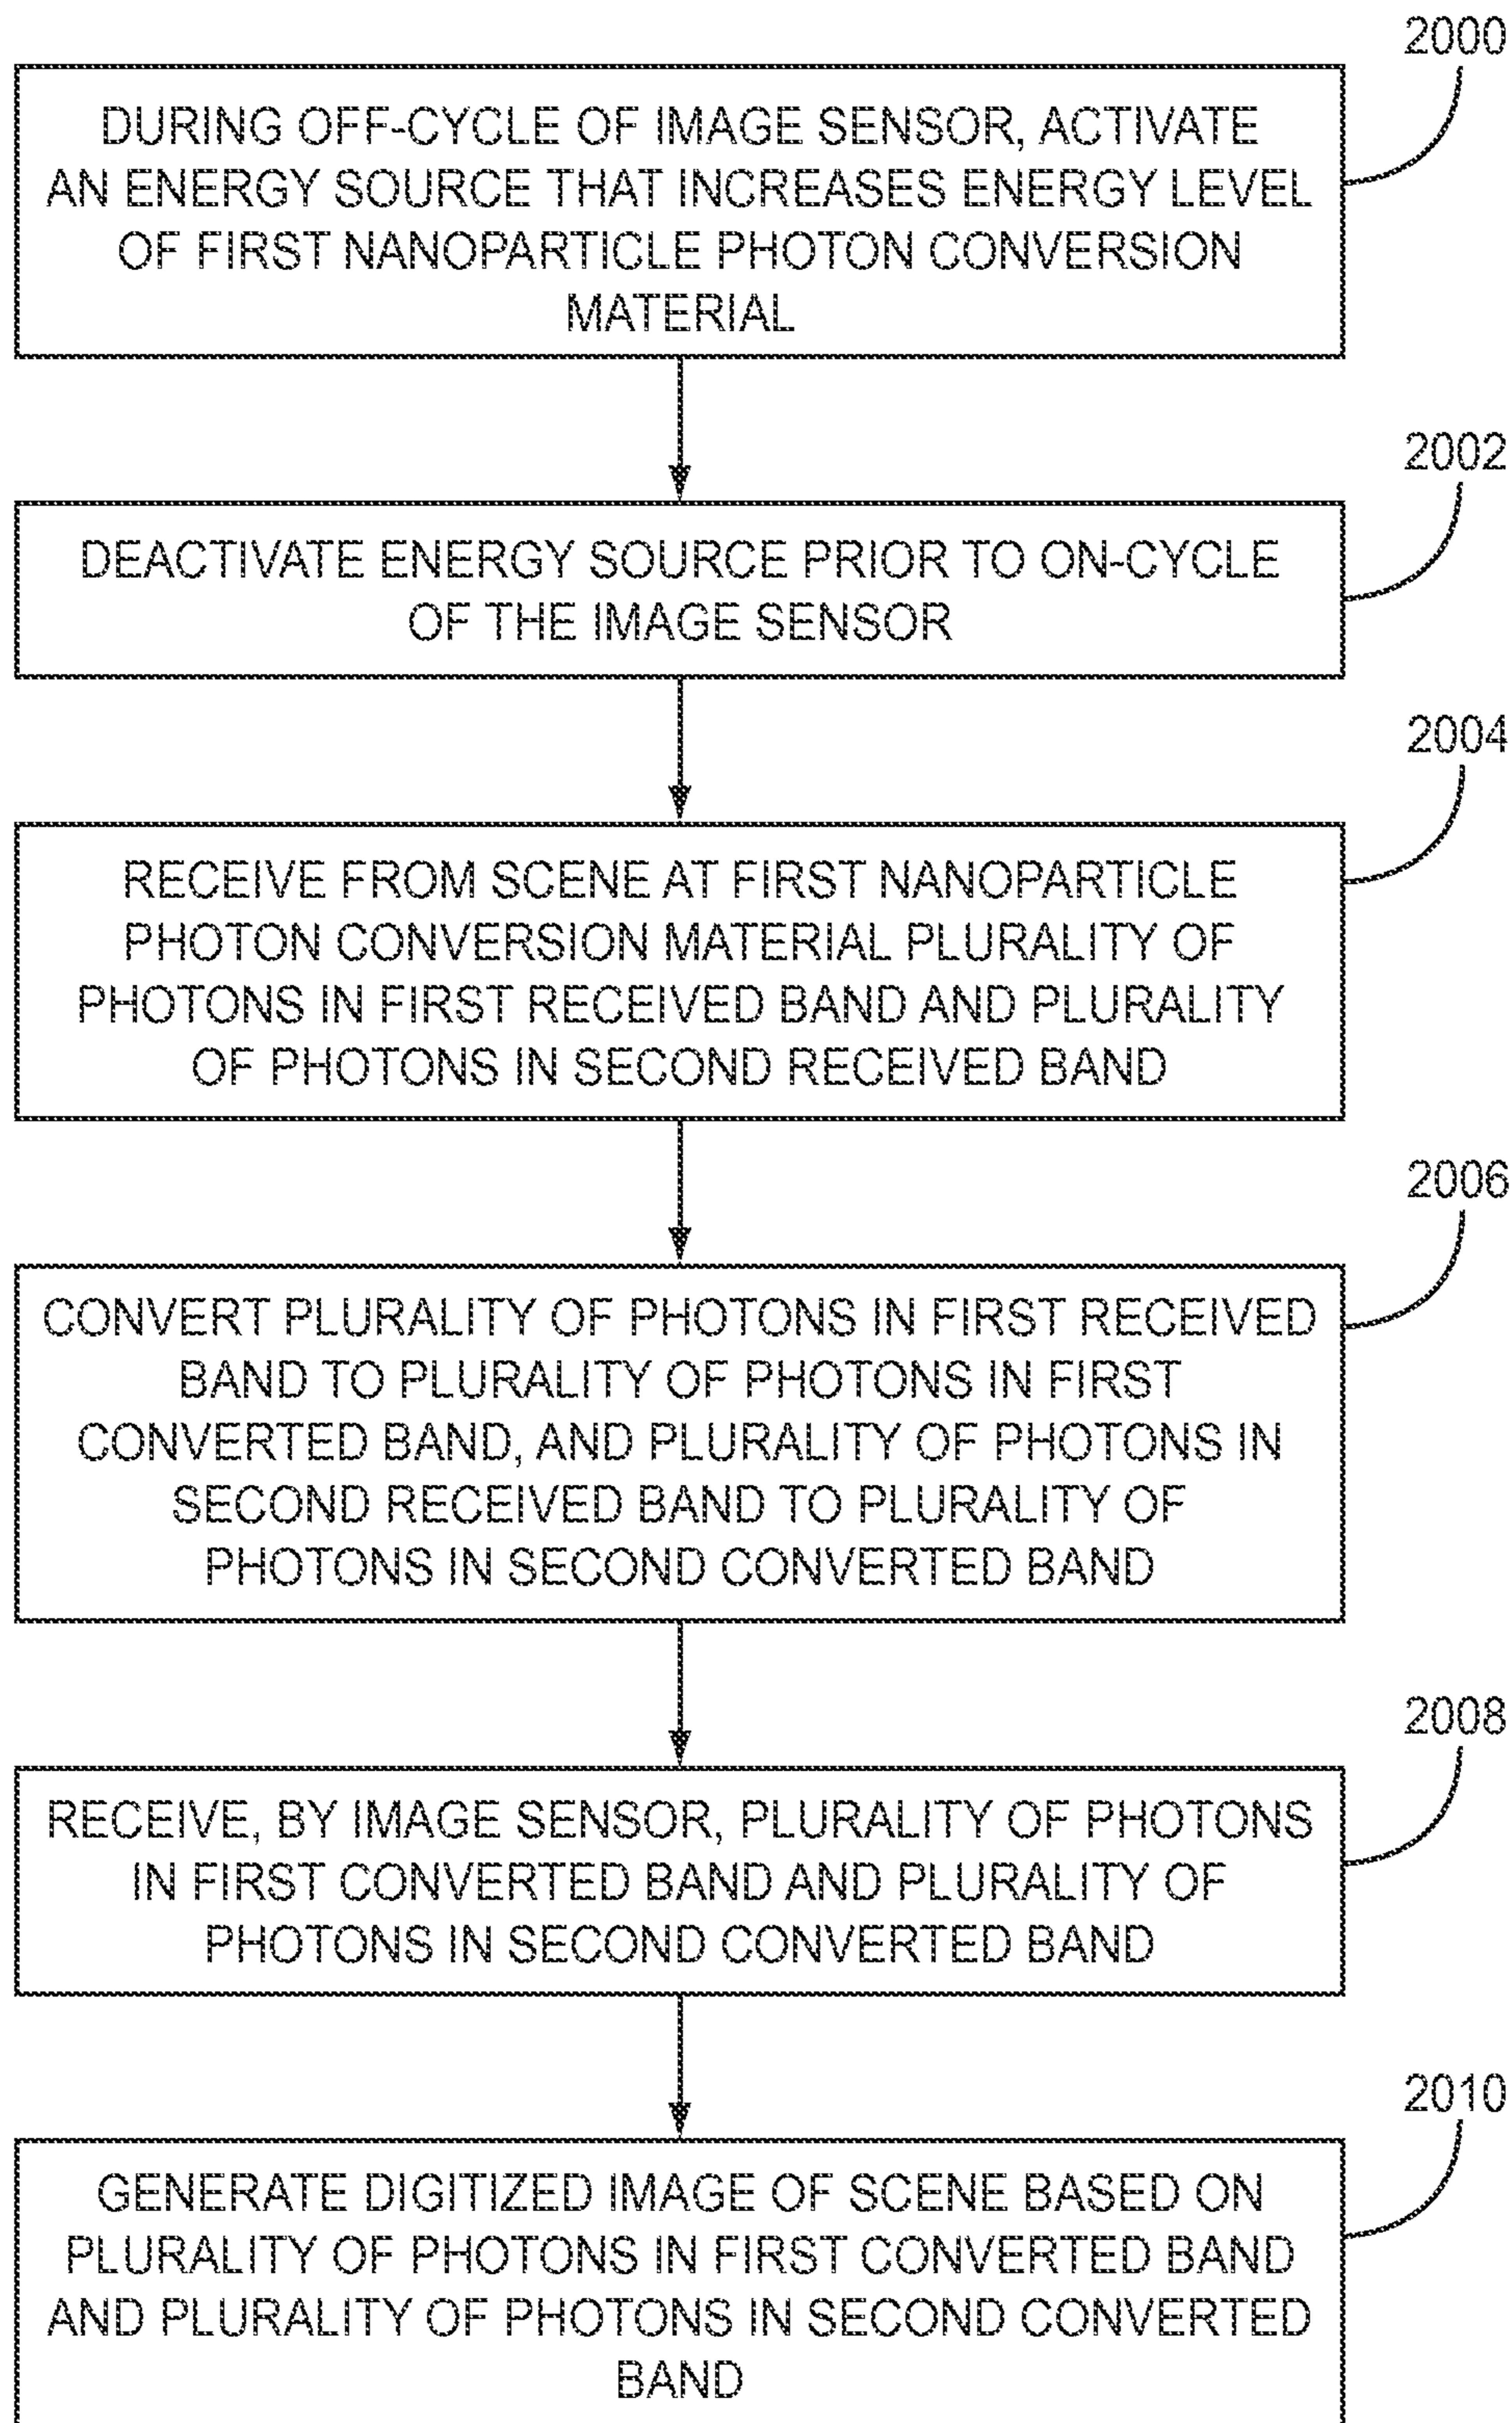 2000
DURING OFF-CYCLE OF IMAGE SENSOR, ACTIVATE
AN ENERGY SOURCE THAT INCREASES ENERGY LEVEL
OF FIRST NANOPARTICLE PHOTON CONVERSION
MATERIAL
2002
DEACTIVATE ENERGY SOURCE PRIOR TO ON-CYCLE
OF THE IMAGE SENSOR
2004
RECEIVE FROM SCENE AT FIRST NANOPARTICLE
PHOTON CONVERSION MATERIAL PLURALITY OF
PHOTONS IN FIRST RECEIVED BAND AND PLURALITY
OF PHOTONS IN SECOND RECEIVED BAND
2006
CONVERT PLURALITY OF PHOTONS IN FIRST RECEIVED
BAND TO PLURALITY OF PHOTONS IN FIRST
CONVERTED BAND, AND PLURALITY OF PHOTONS IN
SECOND RECEIVED BAND TO PLURALITY OF
PHOTONS IN SECOND CONVERTED BAND
2008
RECEIVE, BY IMAGE SENSOR, PLURALITY OF PHOTONS
IN FIRST CONVERTED BAND AND PLURALITY OF
PHOTONS IN SECOND CONVERTED BAND
2010
GENERATE DIGITIZED IMAGE OF SCENE BASED ON
PLURALITY OF PHOTONS IN FIRST CONVERTED BAND
AND PLURALITY OF PHOTONS IN SECOND CONVERTED
BAND